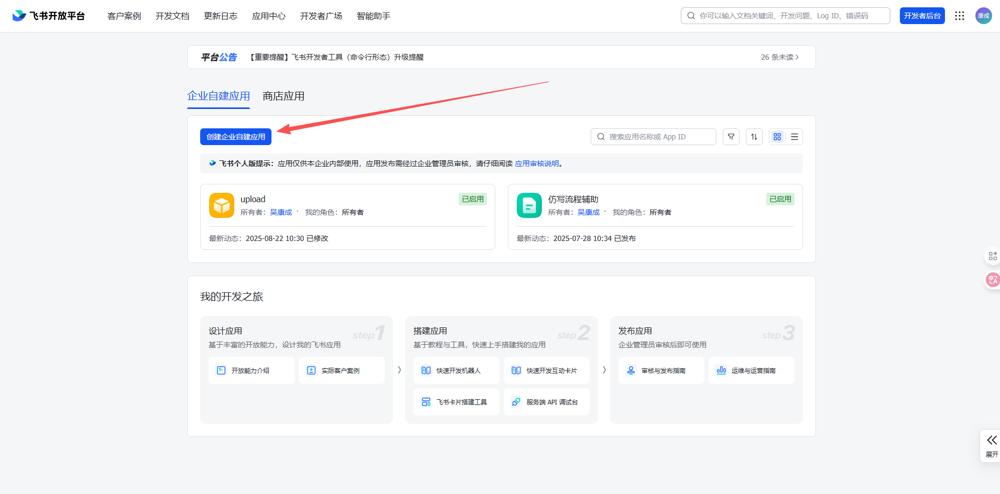 飞书开放平台
客户案例 开发文档 更新日志 应用中心 开发者广场 智能助手
你可以输入文档关键词、开发问题、Log ID、错误码
开发者后台
康成
平台公告 【重要提醒】飞书开发者工具（命令行形态）升级提醒 26 条未读
企业自建应用 商店应用
创建企业自建应用
搜索应用名称或 App ID
飞书个人版提示：应用仅供本企业内部使用，应用发布需经过企业管理员审核，请仔细阅读 应用审核说明。
upload
已启用
所有者：吴康成 · 我的角色：所有者
最新动态：2025-08-22 10:30 已修改
仿写流程辅助
已启用
所有者：吴康成 · 我的角色：所有者
最新动态：2025-07-28 10:34 已发布
我的开发之旅
设计应用
step1
基于丰富的开放能力，设计我的飞书应用
开放能力介绍
实际客户案例
搭建应用
step2
基于教程与工具，快速上手搭建我的应用
快速开发机器人
快速开发互动卡片
飞书卡片搭建工具
服务端 API 调试台
发布应用
step3
企业管理员审核后即可使用
审核与发布指南
运维与运营指南
中A
展开